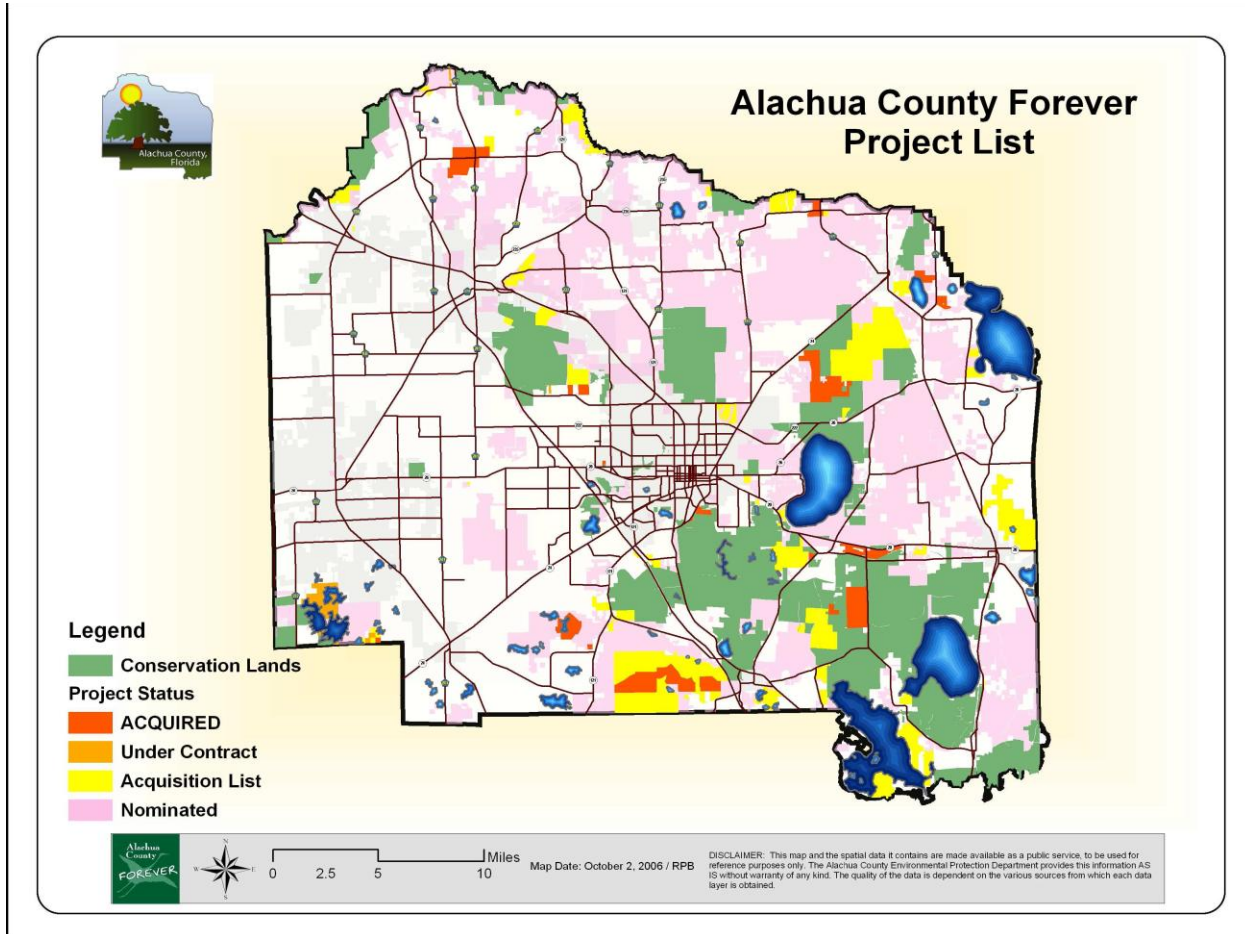 Alachua County Forever
Project List
Alachua County,
Florida
Legend
Conservation Lands
Project Status
ACQUIRED
Under Contract
Acquisition List
Nominated
Alachua
County
FOREVER
N
W
E
S
0
2.5
5
10
Miles
Map Date: October 2, 2006 / RPB
DISCLAIMER: This map and the spatial data it contains are made available as a public service, to be used for
reference purposes only. The Alachua County Environmental Protection Department provides this information AS
IS without warranty of any kind. The quality of the data is dependent on the various sources from which each data
layer is obtained.